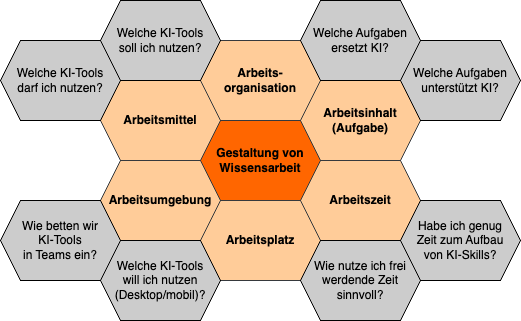 Welche KI-Tools
soll ich nutzen?
Welche Aufgaben
ersetzt KI?
Welche KI-Tools
darf ich nutzen?
Arbeits-
organisation
Welche Aufgaben
unterstützt KI?
Arbeitsmittel
Arbeitsinhalt
(Aufgabe)
Gestaltung von
Wissensarbeit
Arbeitsumgebung
Arbeitszeit
Wie betten wir
KI-Tools
in Teams ein?
Arbeitsplatz
Habe ich genug
Zeit zum Aufbau
von KI-Skills?
Welche KI-Tools
will ich nutzen
(Desktop/mobil)?
Wie nutze ich frei
werdende Zeit
sinnvoll?